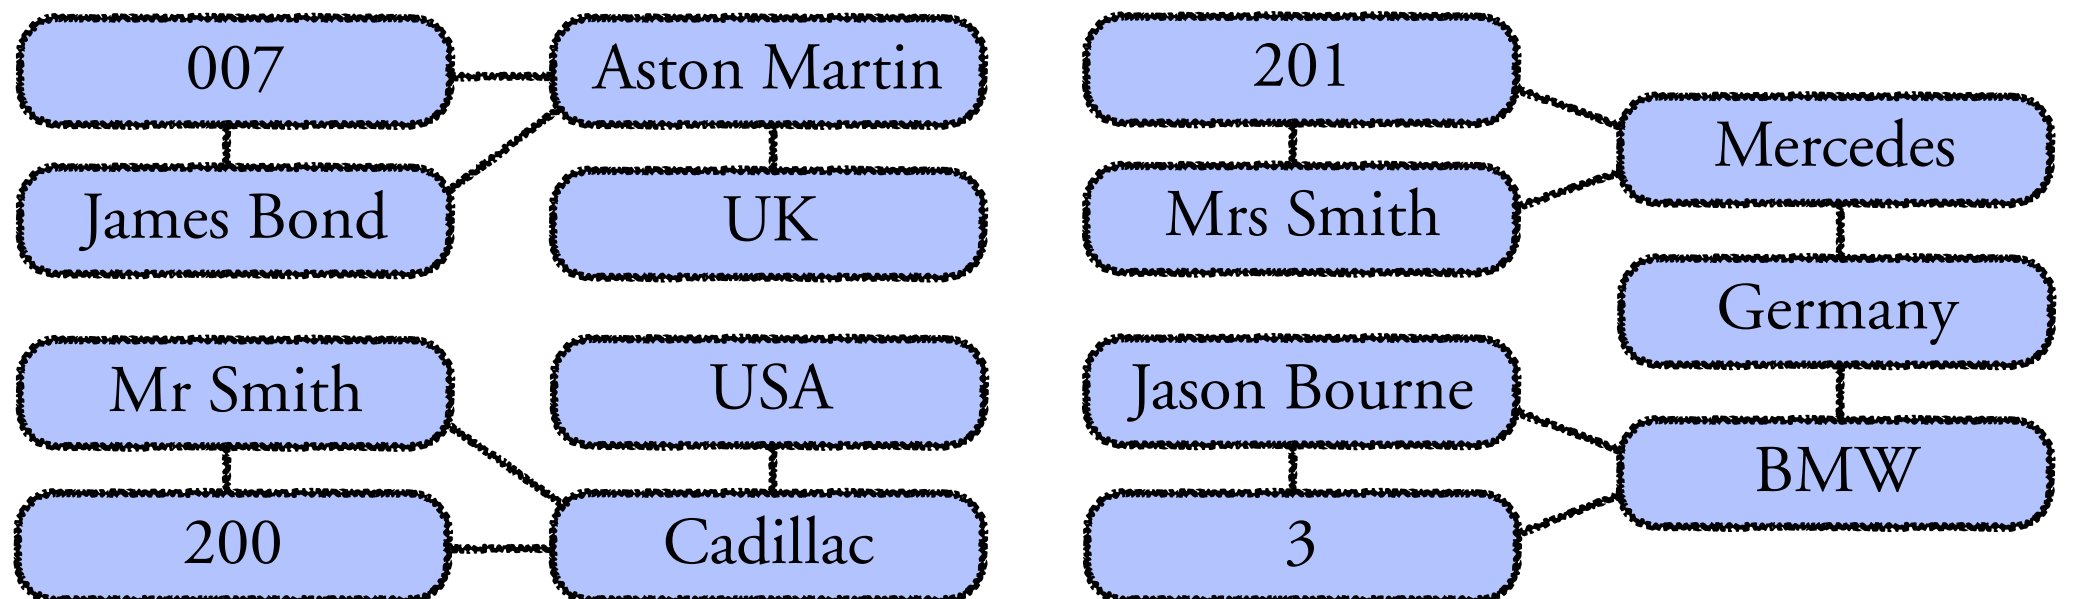 007
Aston Martin
James Bond
UK
Mr Smith
USA
200
Cadillac
201
Mercedes
Mrs Smith
Germany
Jason Bourne
BMW
3